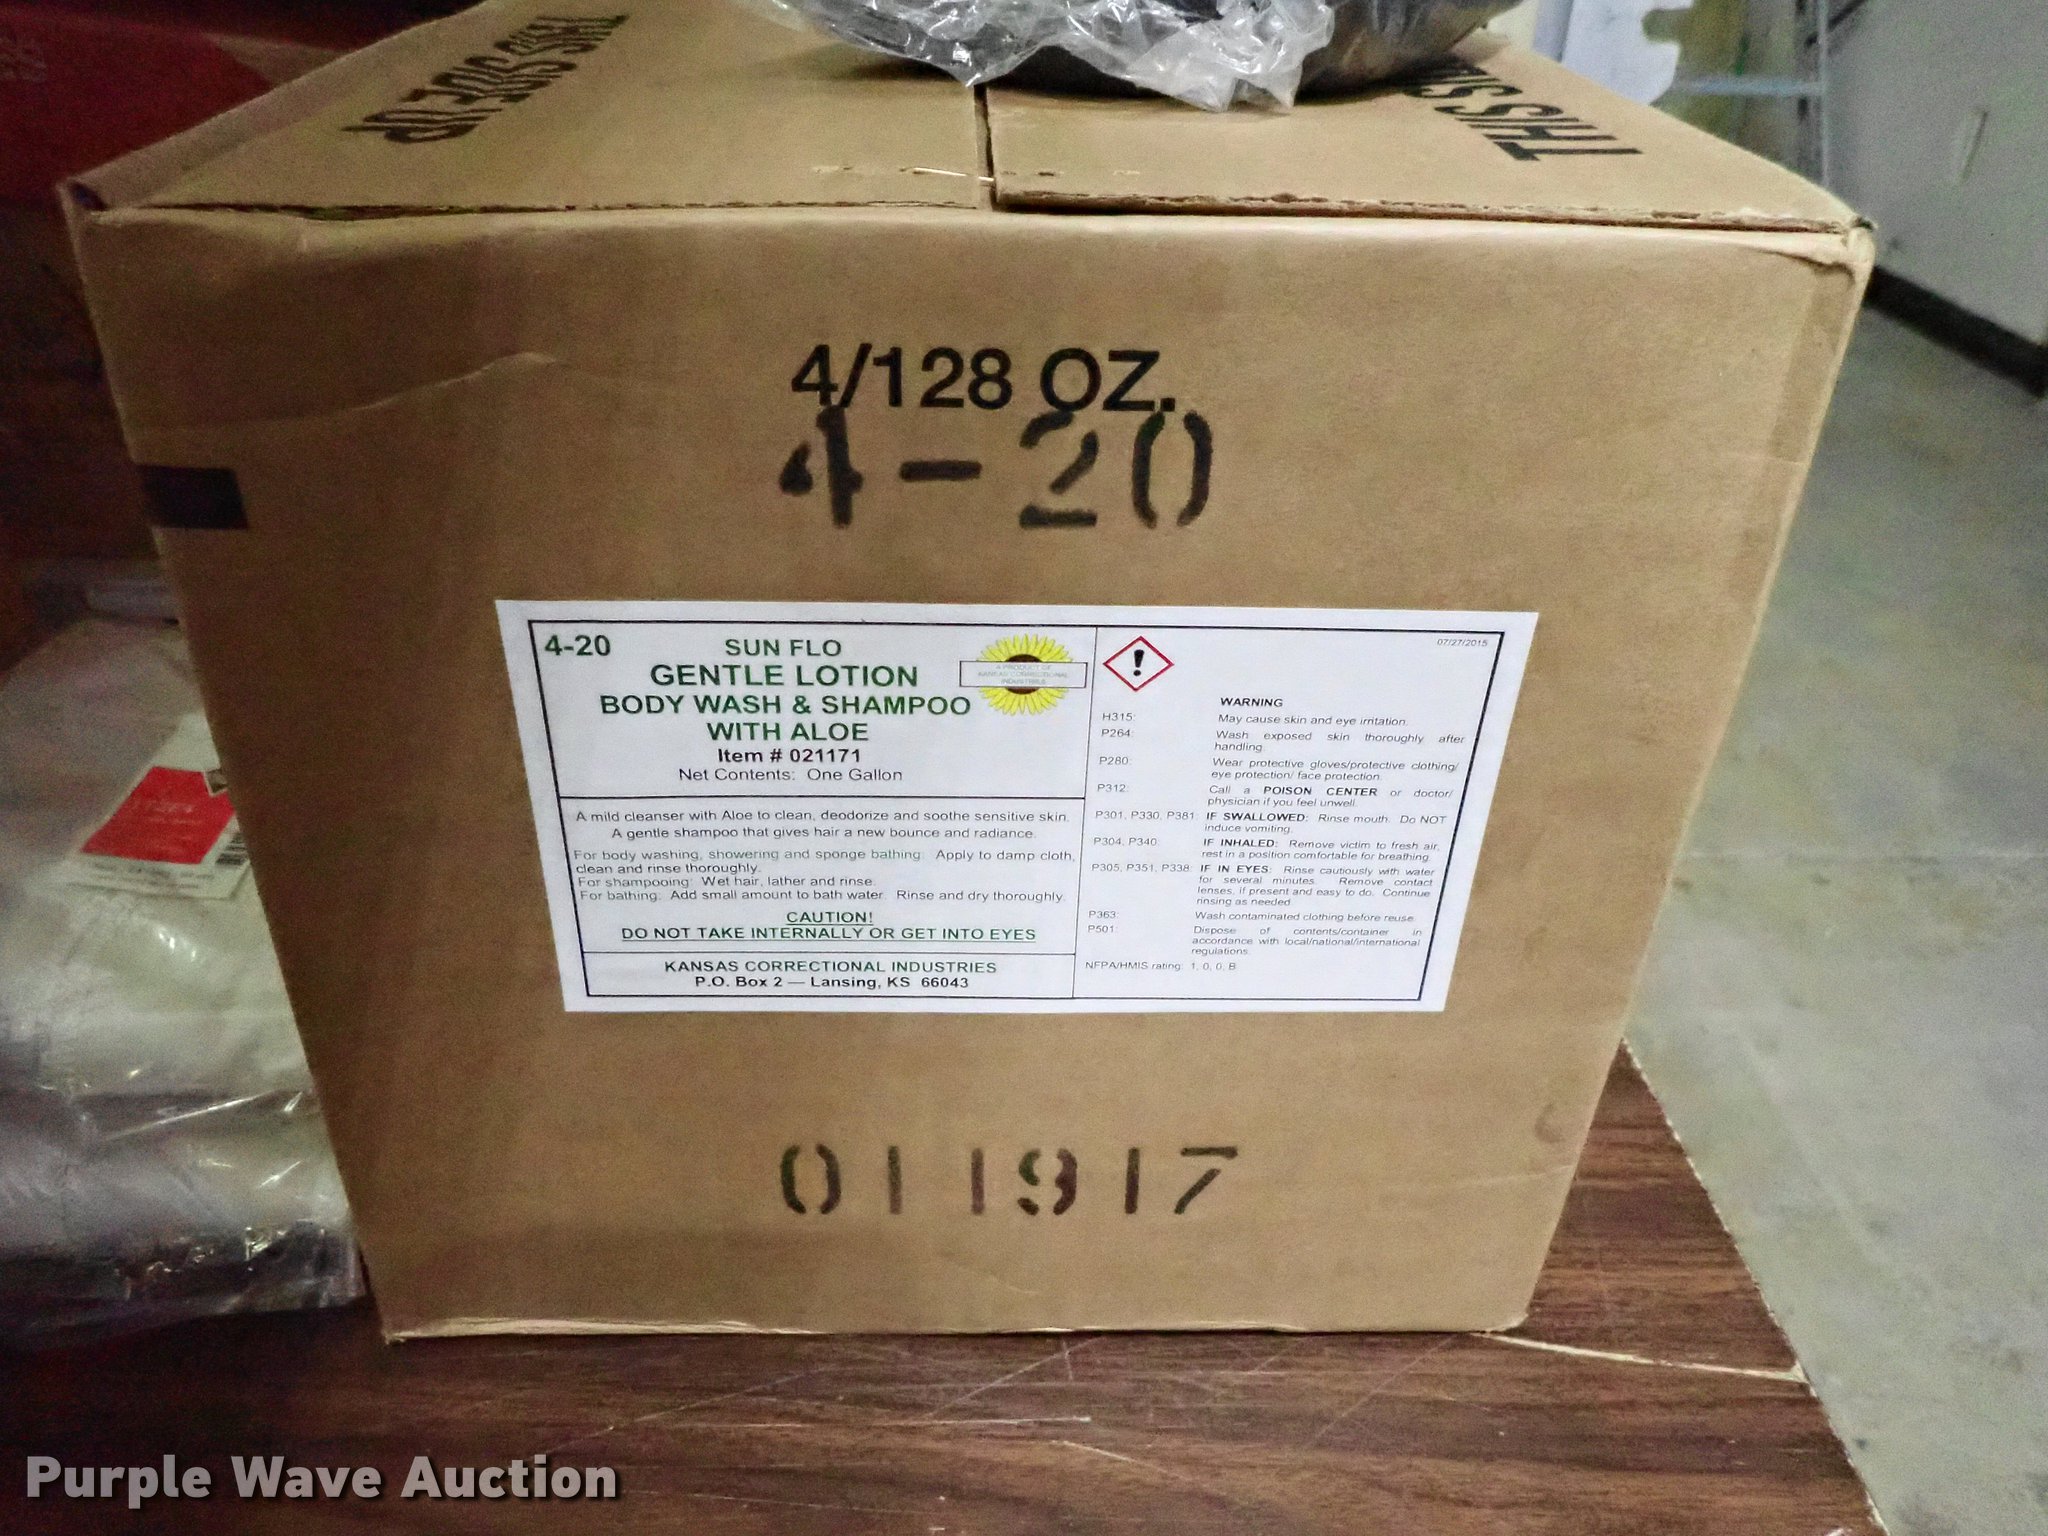 THIS SIDE UP
THIS
4/128 OZ.
4-20
4-20
SUN FLO
GENTLE LOTION
BODY WASH & SHAMPOO
WITH ALOE
Item # 021171
Net Contents: One Gallon
A PRODUCT OF
KANSAS CORRECTIONAL
INDUSTRIES
A mild cleanser with Aloe to clean, deodorize and soothe sensitive skin.
A gentle shampoo that gives hair a new bounce and radiance.
For body washing, showering and sponge bathing: Apply to damp cloth,
clean and rinse thoroughly.
For shampooing: Wet hair, lather and rinse.
For bathing: Add small amount to bath water. Rinse and dry thoroughly.
CAUTION!
DO NOT TAKE INTERNALLY OR GET INTO EYES
KANSAS CORRECTIONAL INDUSTRIES
P.O. Box 2 — Lansing, KS 66043
07/27/2015
WARNING
H315: May cause skin and eye irritation.
P264: Wash exposed skin thoroughly after
handling.
P280: Wear protective gloves/protective clothing/
eye protection/ face protection.
P312: Call a POISON CENTER or doctor/
physician if you feel unwell.
P301, P330, P381: IF SWALLOWED: Rinse mouth. Do NOT
induce vomiting.
P304, P340: IF INHALED: Remove victim to fresh air,
rest in a position comfortable for breathing.
P305, P351, P338: IF IN EYES: Rinse cautiously with water
for several minutes. Remove contact
lenses, if present and easy to do. Continue
rinsing as needed
P363: Wash contaminated clothing before reuse.
P501: Dispose of contents/container in
accordance with local/national/international
regulations.
NFPA/HMIS rating: 1, 0, 0, B
011917
Purple Wave Auction